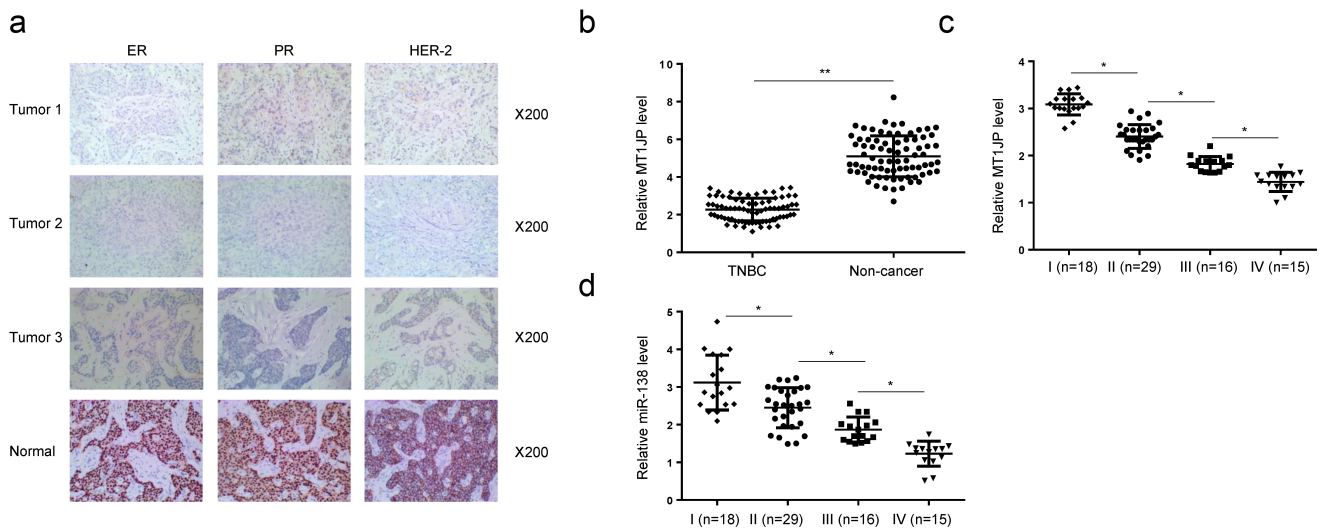 a
ER PR HER-2
Tumor 1 X200
Tumor 2 X200
Tumor 3 X200
Normal X200
b
Relative MT1JP level
10
8
6
4
2
0
**
TNBC Non-cancer
c
Relative MT1JP level
4
3
2
1
0
*
*
*
I (n=18) II (n=29) III (n=16) IV (n=15)
d
Relative miR-138 level
5
4
3
2
1
0
*
*
*
I (n=18) II (n=29) III (n=16) IV (n=15)